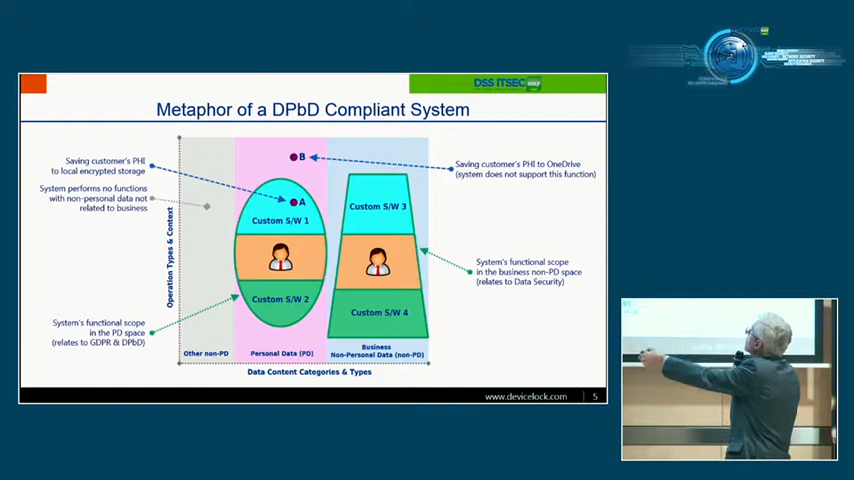 DSS ITSEC
Metaphor of a DPbD Compliant System
Saving customer's PHI
to local encrypted storage
System performs no functions
with non-personal data not
related to business
System's functional scope
in the PD space
(relates to GDPR & DPbD)
Operation Types & Context
B
A
Custom S/W 1
Custom S/W 2
Custom S/W 3
Custom S/W 4
Other non-PD
Personal Data (PD)
Business
Non-Personal Data (non-PD)
Data Content Categories & Types
Saving customer's PHI to OneDrive
(system does not support this function)
System's functional scope
in the business non-PD space
(relates to Data Security)
www.devicelock.com
5